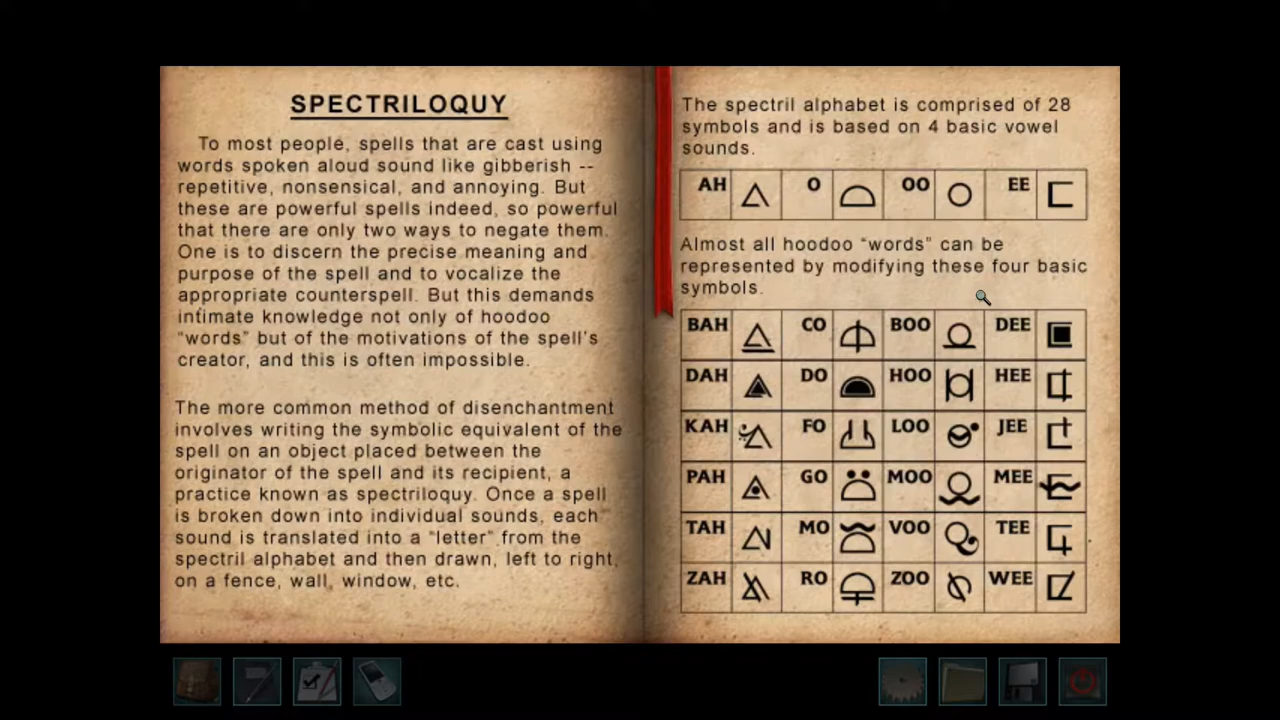 SPECTRILOQUY
To most people, spells that are cast using
words spoken aloud sound like gibberish --
repetitive, nonsensical, and annoying. But
these are powerful spells indeed, so powerful
that there are only two ways to negate them.
One is to discern the precise meaning and
purpose of the spell and to vocalize the
appropriate counterspell. But this demands
intimate knowledge not only of hoodoo
“words” but of the motivations of the spell's
creator, and this is often impossible.
The more common method of disenchantment
involves writing the symbolic equivalent of the
spell on an object placed between the
originator of the spell and its recipient, a
practice known as spectriloquy. Once a spell
is broken down into individual sounds, each
sound is translated into a “letter” from the
spectril alphabet and then drawn, left to right,
on a fence, wall, window, etc.
The spectril alphabet is comprised of 28
symbols and is based on 4 basic vowel
sounds.
AH O OO EE
Almost all hoodoo “words” can be
represented by modifying these four basic
symbols.
BAH CO BOO DEE
DAH DO HOO HEE
KAH FO LOO JEE
PAH GO MOO MEE
TAH MO VOO TEE
ZAH RO ZOO WEE